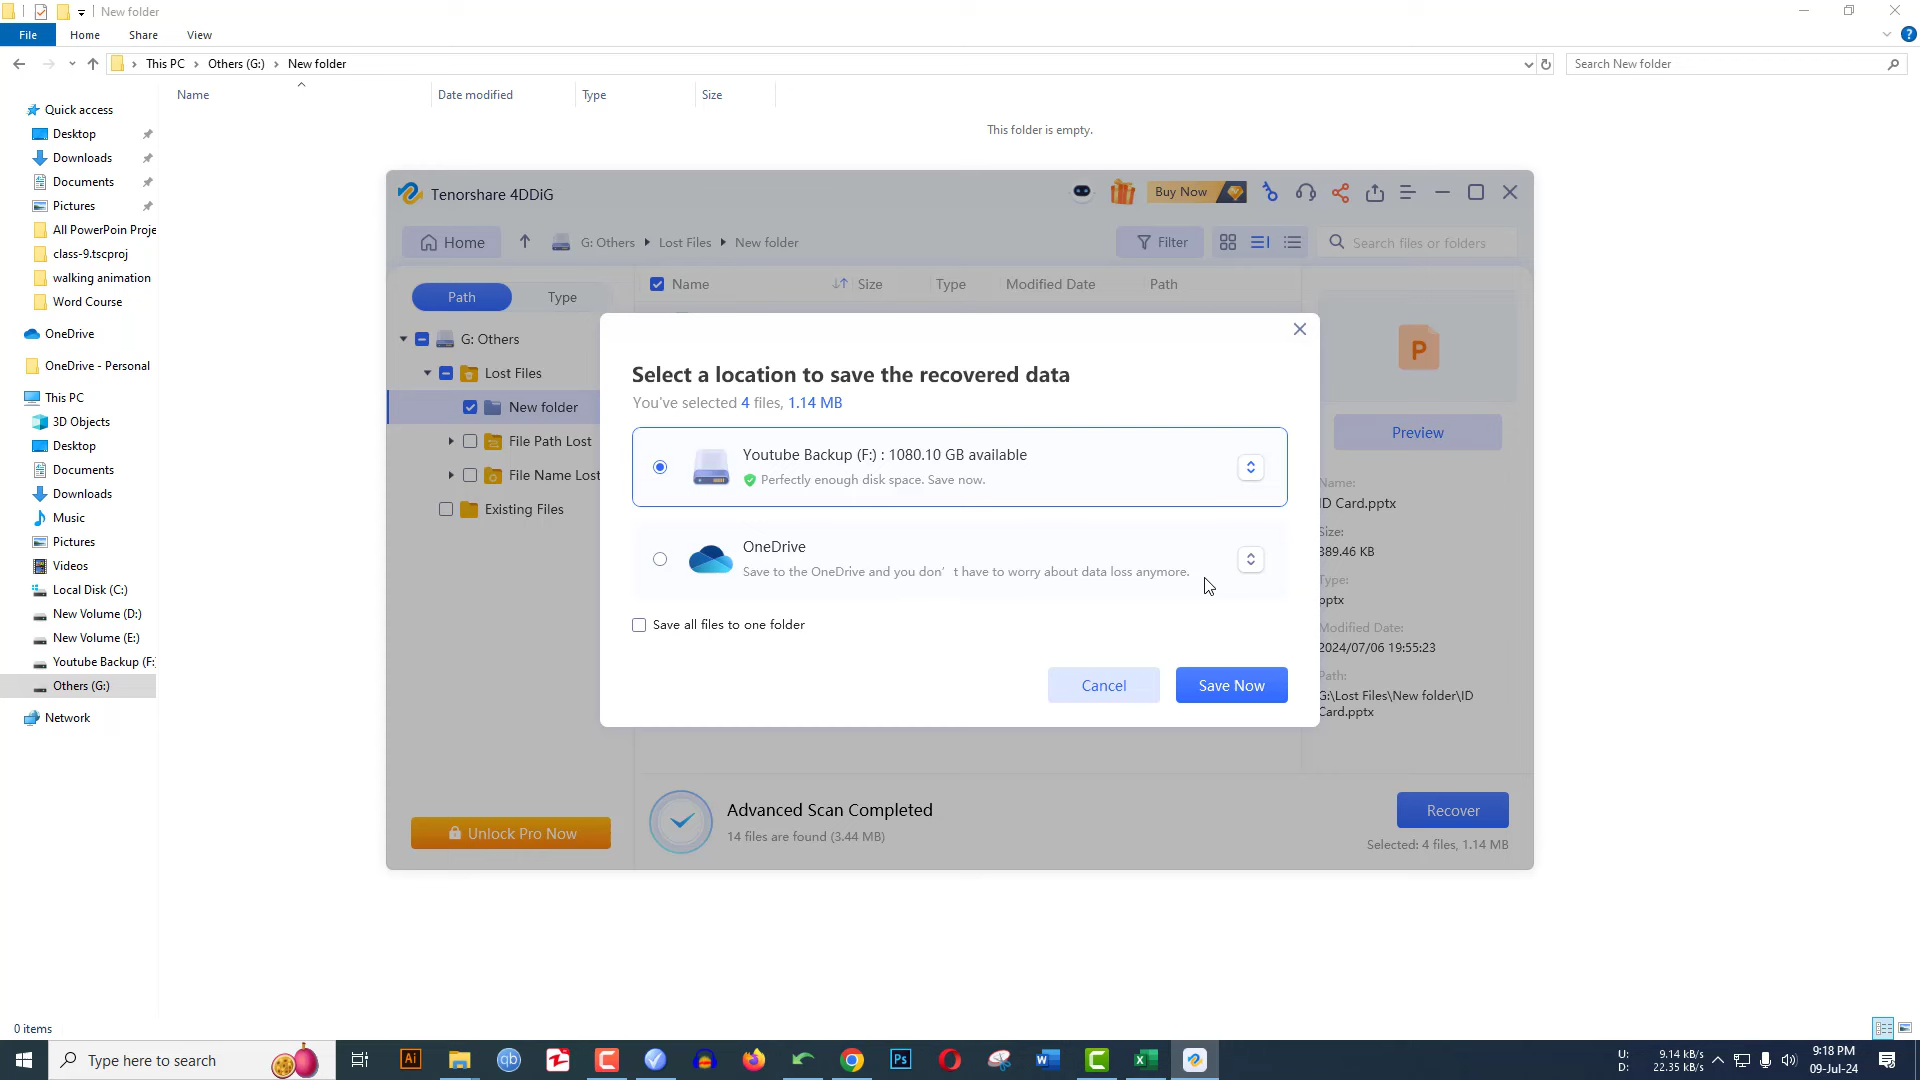 New folder
File
Home
Share
View
This PC
Others (G:)
New folder
Search New folder
Name
Date modified
Type
Size
This folder is empty.
Quick access
Desktop
Downloads
Documents
Pictures
All PowerPoin Proje
class-9.tscproj
walking animation
Word Course
OneDrive
OneDrive - Personal
This PC
3D Objects
Desktop
Documents
Downloads
Music
Pictures
Videos
Local Disk (C:)
New Volume (D:)
New Volume (E:)
Youtube Backup (F:)
Others (G:)
Network
Tenorshare 4DDiG
Buy Now
Home
G: Others
Lost Files
New folder
Filter
Search files or folders
Path
Type
Name
Size
Type
Modified Date
Path
G: Others
Lost Files
New folder
File Path Lost
File Name Lost
Existing Files
Select a location to save the recovered data
You've selected 4 files, 1.14 MB
Youtube Backup (F:) : 1080.10 GB available
Perfectly enough disk space. Save now.
OneDrive
Save to the OneDrive and you don’ t have to worry about data loss anymore.
Save all files to one folder
Cancel
Save Now
P
Preview
Name:
ID Card.pptx
Size:
389.46 KB
Type:
pptx
Modified Date:
2024/07/06 19:55:23
Path:
G:\Lost Files\New folder\ID
Card.pptx
Unlock Pro Now
Advanced Scan Completed
14 files are found (3.44 MB)
Recover
Selected: 4 files, 1.14 MB
0 items
Type here to search
Ai
qb
Ps
U: 9.14 kB/s
D: 22.35 kB/s
9:18 PM
09-Jul-24